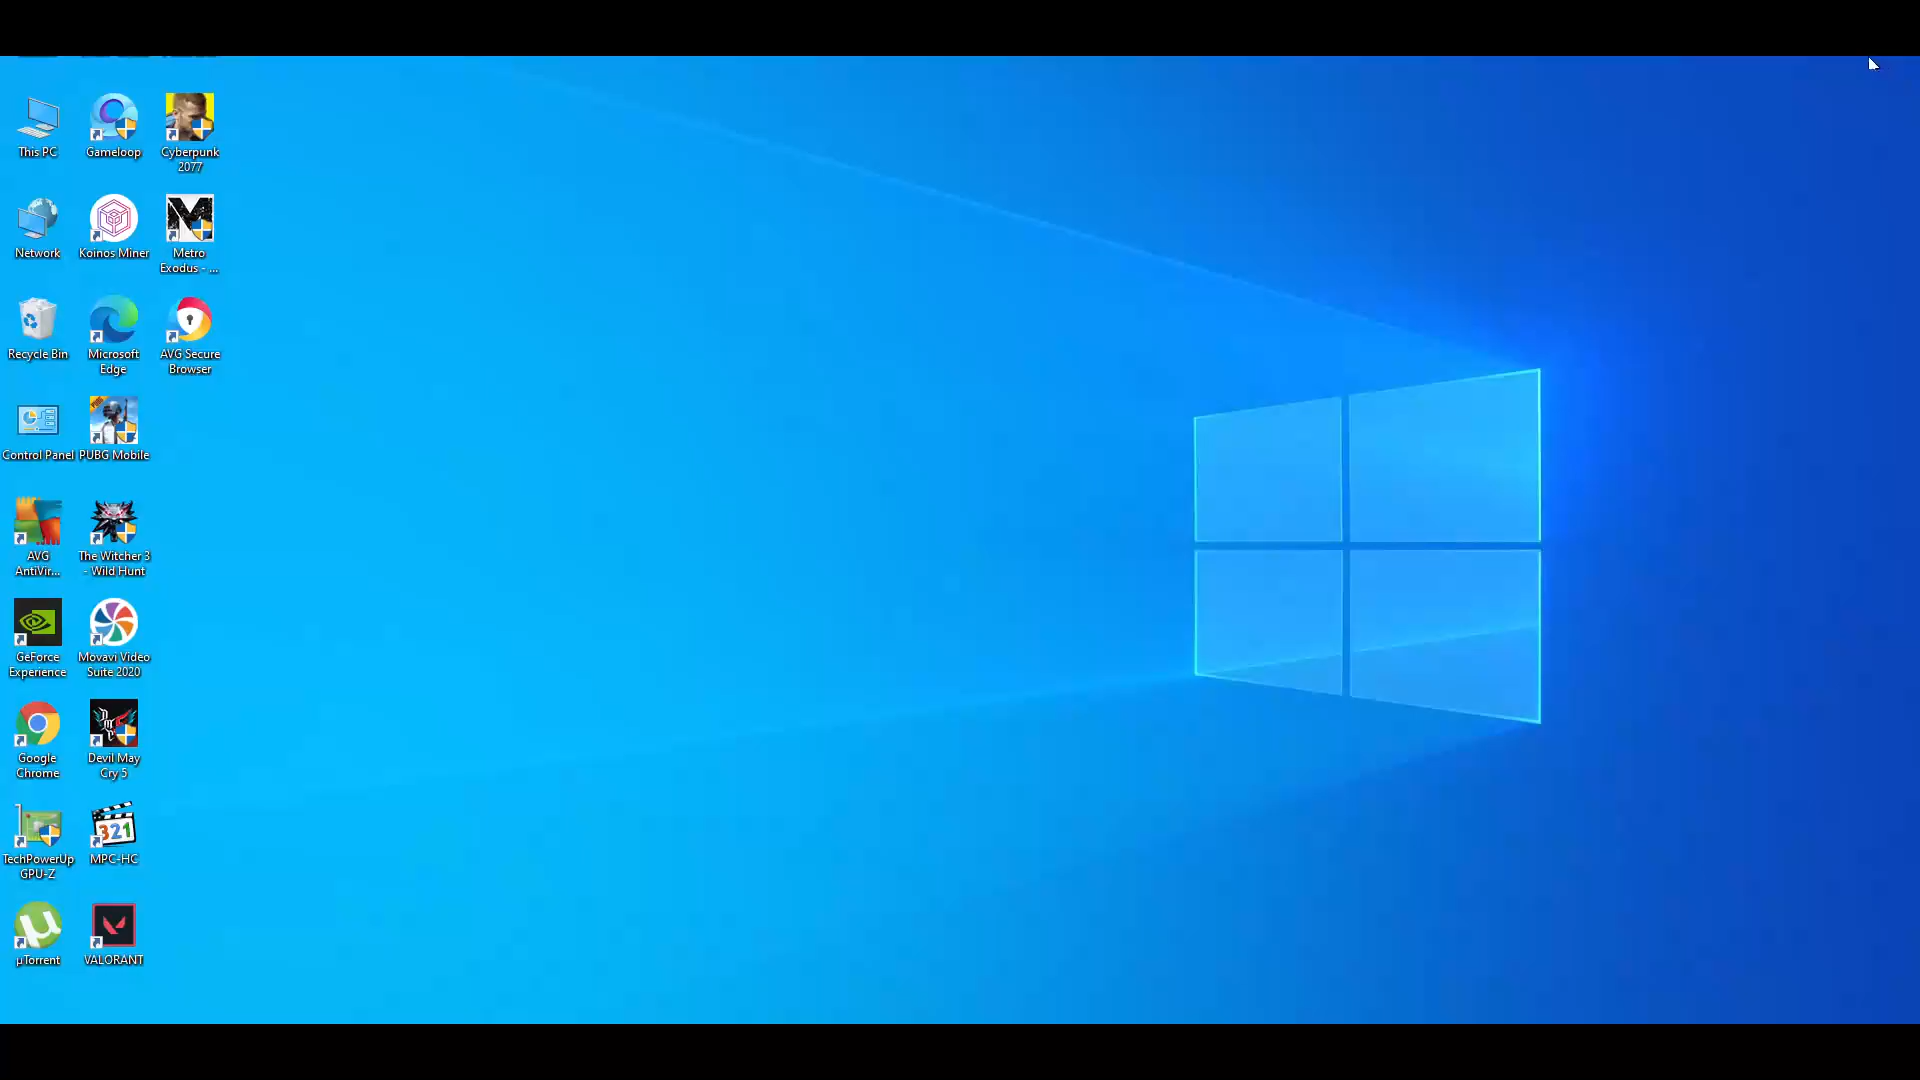 This PC
Gameloop
Cyberpunk
2077
Network
Koinos Miner
Metro
Exodus - ...
Recycle Bin
Microsoft
Edge
AVG Secure
Browser
Control Panel
PUBG Mobile
AVG
AntiVir...
The Witcher 3
- Wild Hunt
GeForce
Experience
Movavi Video
Suite 2020
Google
Chrome
Devil May
Cry 5
TechPowerUp
GPU-Z
321
MPC-HC
µTorrent
VALORANT